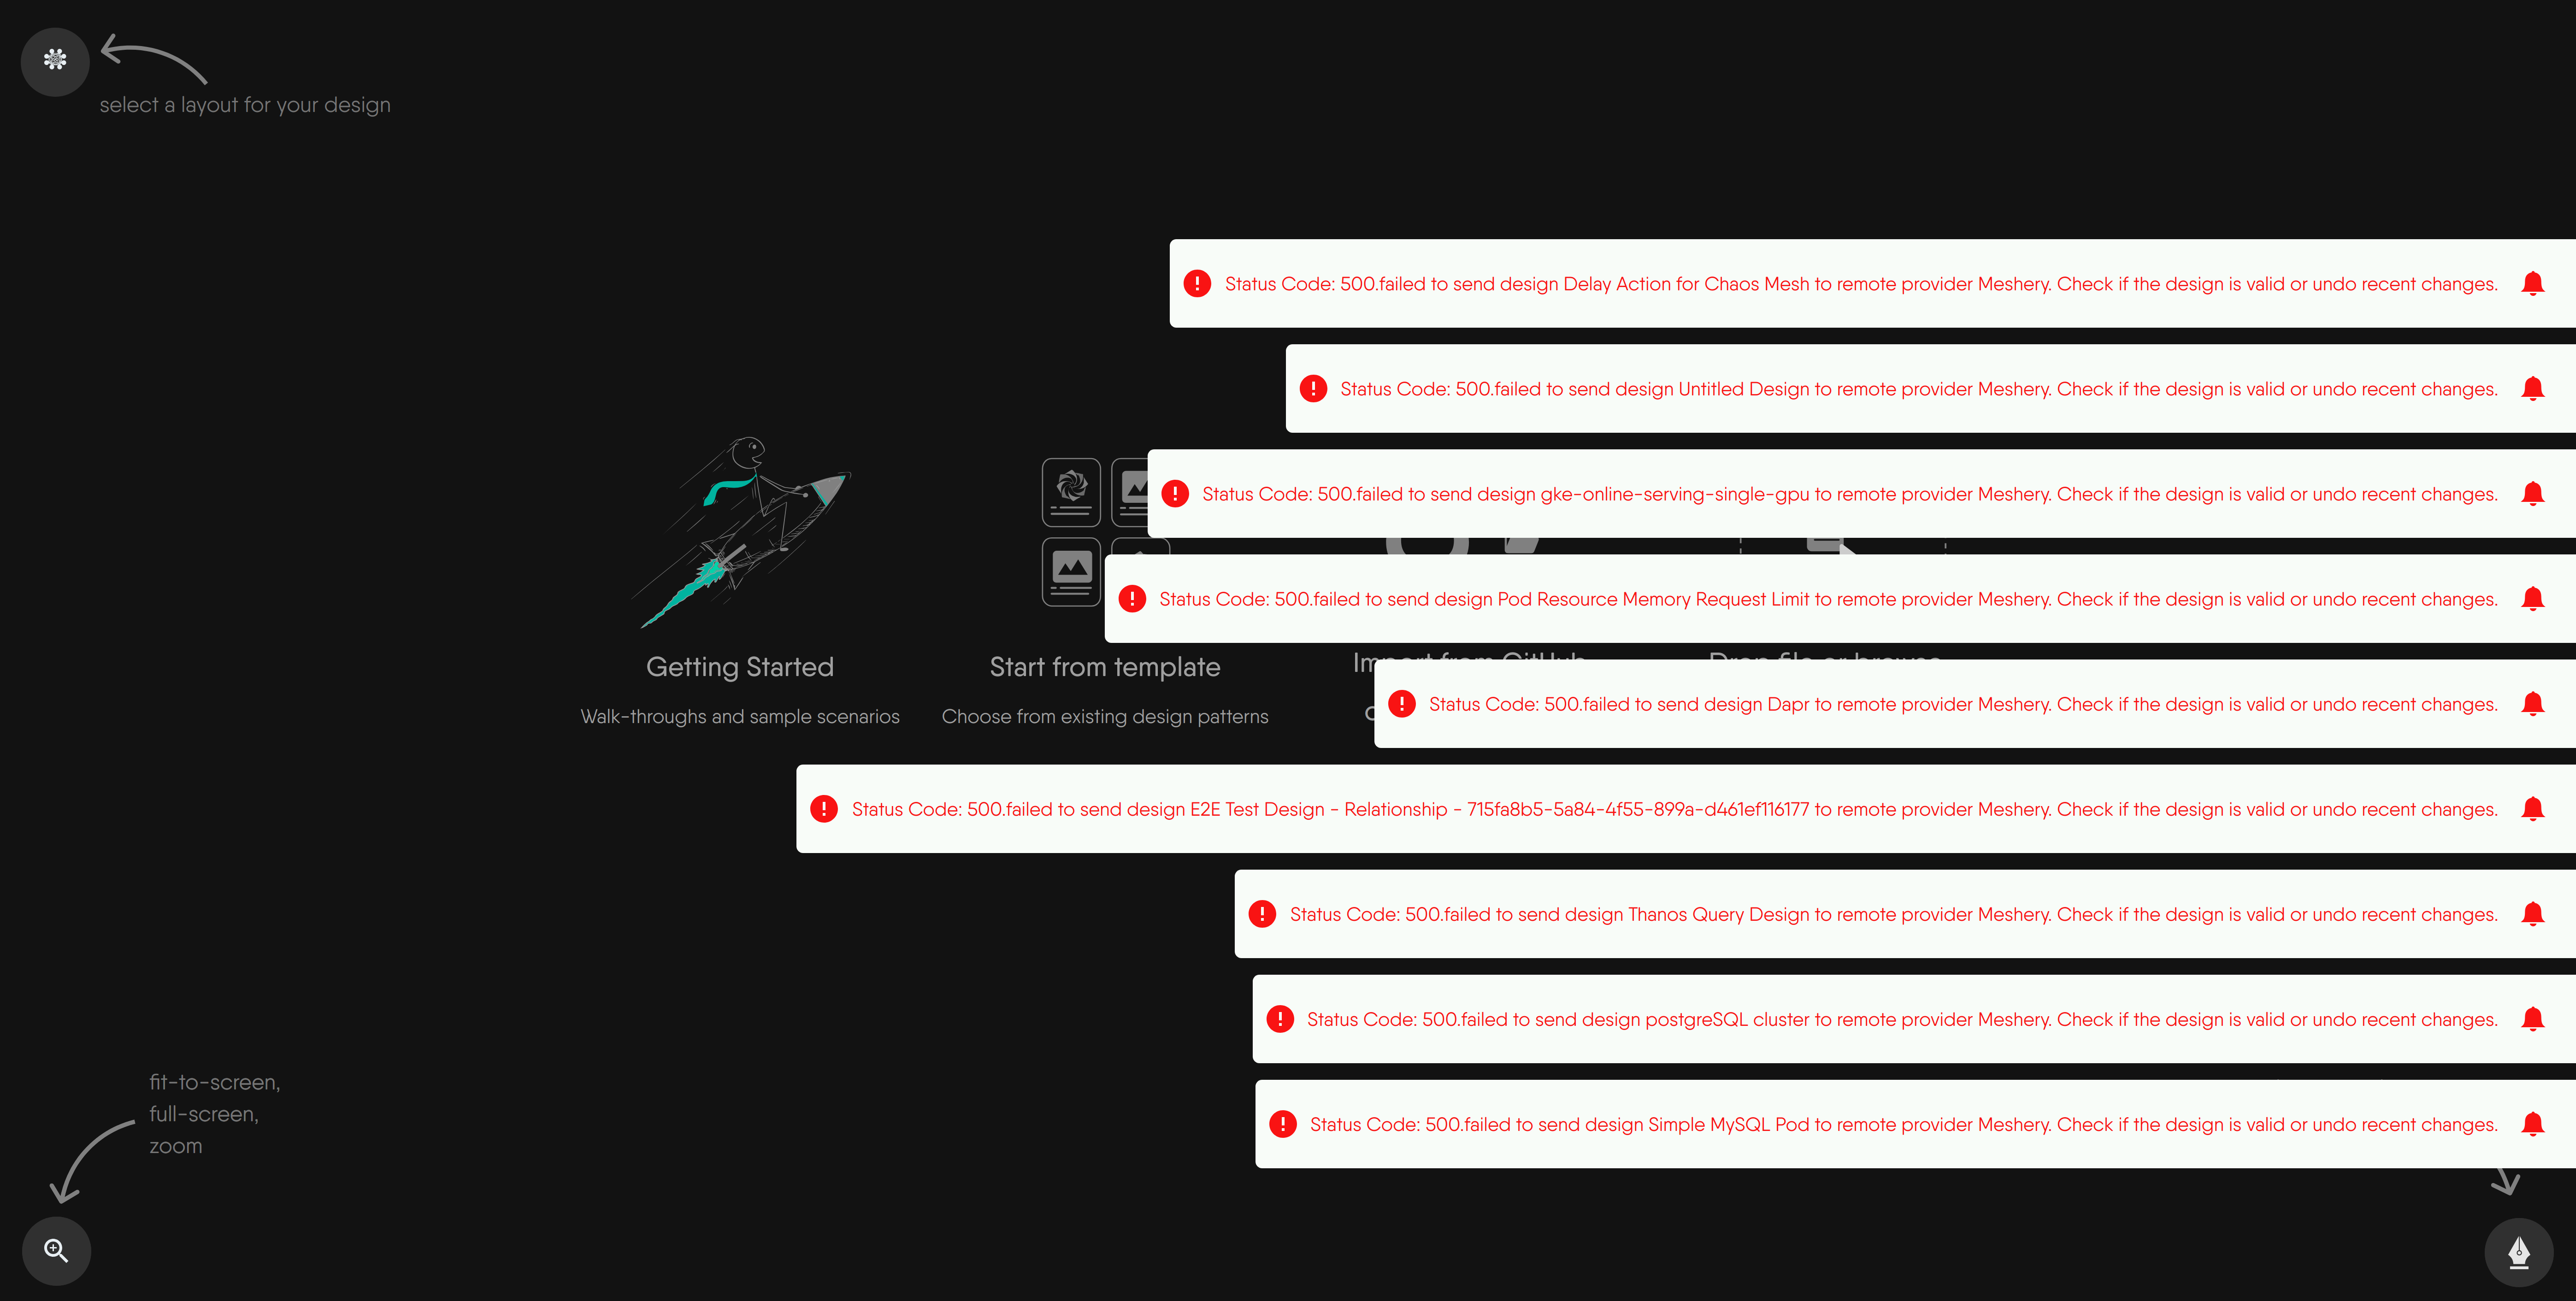 select a layout for your design
Status Code: 500.failed to send design Delay Action for Chaos Mesh to remote provider Meshery. Check if the design is valid or undo recent changes.
Status Code: 500.failed to send design Untitled Design to remote provider Meshery. Check if the design is valid or undo recent changes.
Status Code: 500.failed to send design gke-online-serving-single-gpu to remote provider Meshery. Check if the design is valid or undo recent changes.
Status Code: 500.failed to send design Pod Resource Memory Request Limit to remote provider Meshery. Check if the design is valid or undo recent changes.
Getting Started
Start from template
Import from GitHub
Drop file or browse
Status Code: 500.failed to send design Dapr to remote provider Meshery. Check if the design is valid or undo recent changes.
Walk-throughs and sample scenarios
Choose from existing design patterns
Status Code: 500.failed to send design E2E Test Design - Relationship - 715fa8b5-5a84-4f55-899a-d461ef116177 to remote provider Meshery. Check if the design is valid or undo recent changes.
Status Code: 500.failed to send design Thanos Query Design to remote provider Meshery. Check if the design is valid or undo recent changes.
Status Code: 500.failed to send design postgreSQL cluster to remote provider Meshery. Check if the design is valid or undo recent changes.
Status Code: 500.failed to send design Simple MySQL Pod to remote provider Meshery. Check if the design is valid or undo recent changes.
fit-to-screen,
full-screen,
zoom